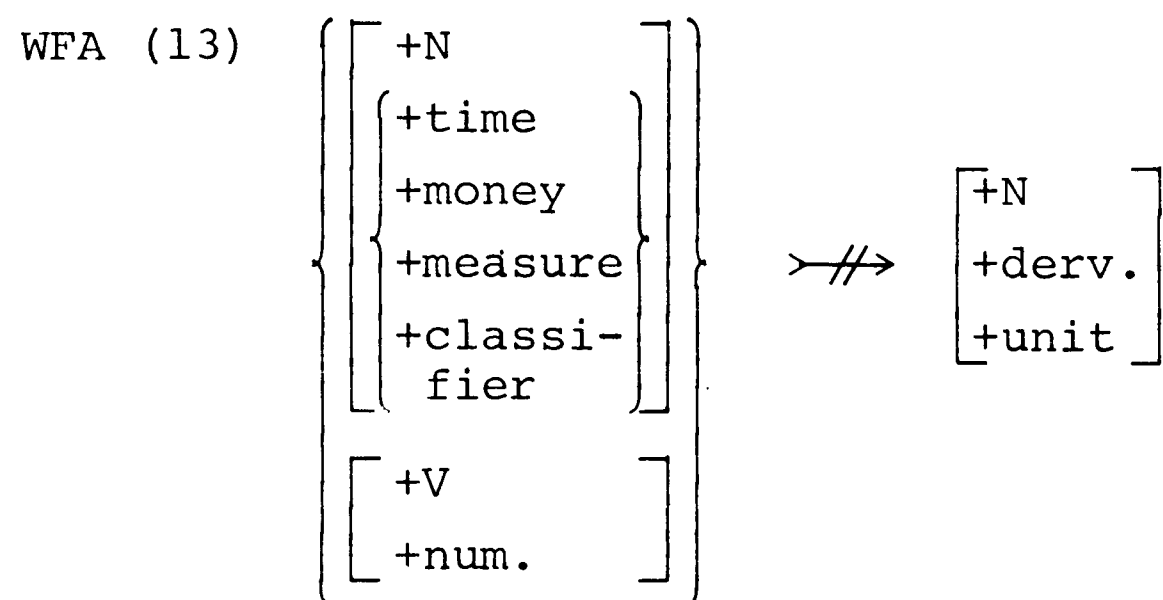 WFA (13)
+N
+time
+money
+measure
+classi-
fier
+V
+num.
+N
+derv.
+unit